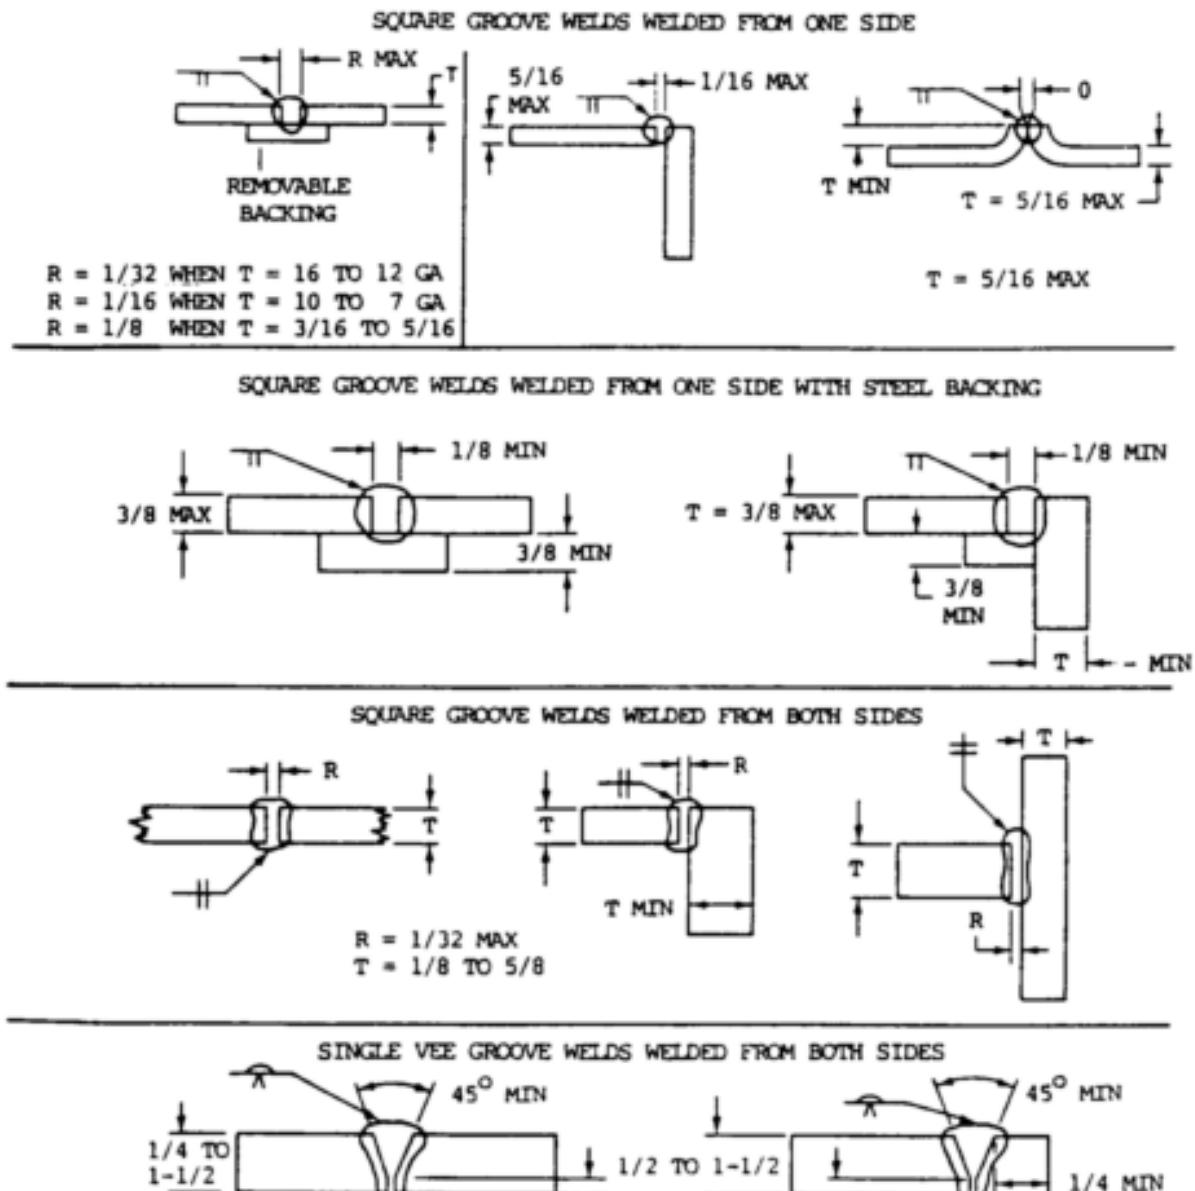 SQUARE GROOVE WELDS WELDED FROM ONE SIDE
R MAX
T
REMOVABLE
BACKING
R = 1/32 WHEN T = 16 TO 12 GA
R = 1/16 WHEN T = 10 TO 7 GA
R = 1/8 WHEN T = 3/16 TO 5/16
5/16
MAX
1/16 MAX
0
T MIN
T = 5/16 MAX
T = 5/16 MAX
SQUARE GROOVE WELDS WELDED FROM ONE SIDE WITH STEEL BACKING
1/8 MIN
3/8 MAX
3/8 MIN
1/8 MIN
T = 3/8 MAX
3/8
MIN
T - MIN
SQUARE GROOVE WELDS WELDED FROM BOTH SIDES
R
T
R
T
T MIN
T
T
R
R = 1/32 MAX
T = 1/8 TO 5/8
SINGLE VEE GROOVE WELDS WELDED FROM BOTH SIDES
45° MIN
1/4 TO
1-1/2
45° MIN
1/2 TO 1-1/2
1/4 MIN